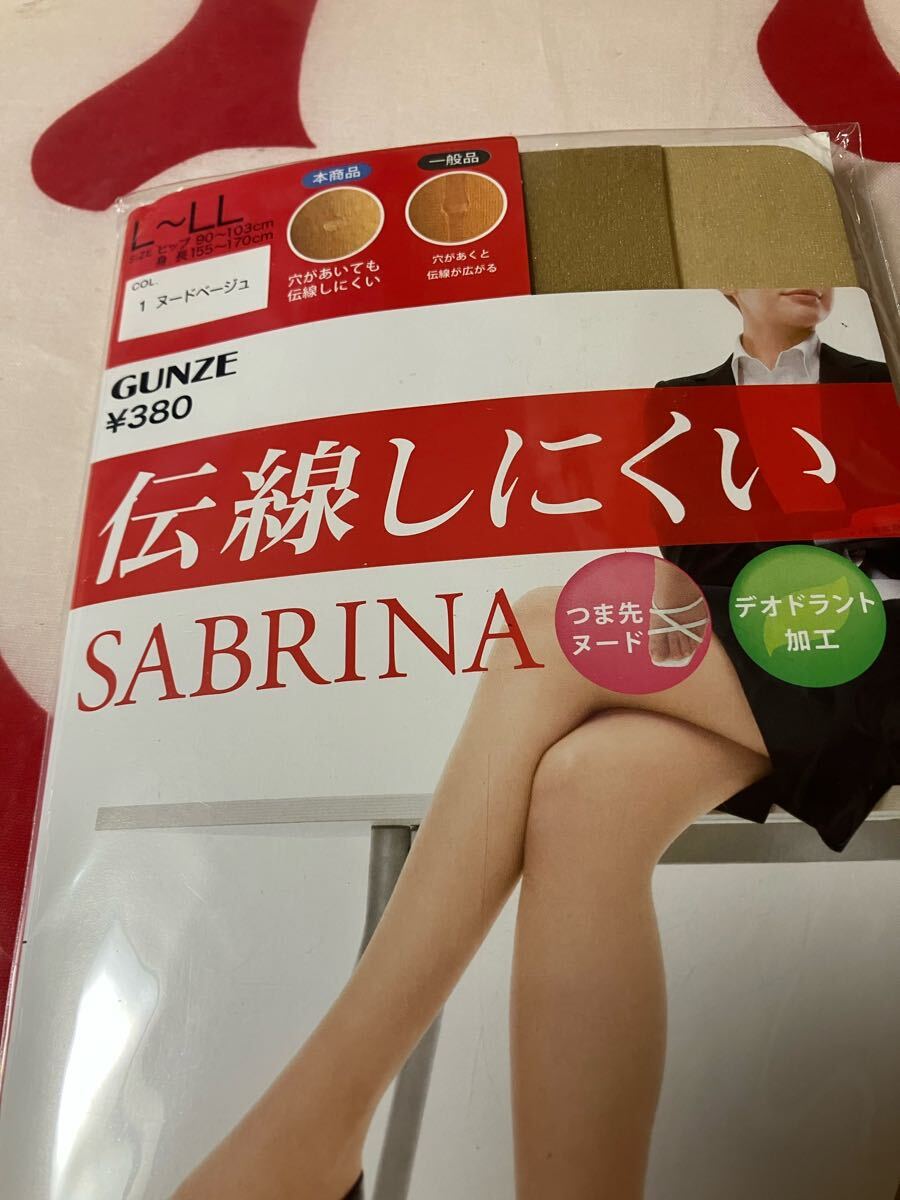 本商品
一般品
L〜LL
SIZE ヒップ 90〜103cm
身 長155〜170cm
穴があいても
伝線しにくい
穴があくと
伝線が広がる
COL.
1 ヌードベージュ
GUNZE
¥380
伝線しにくい
SABRINA
つま先
ヌード
デオドラント
加工